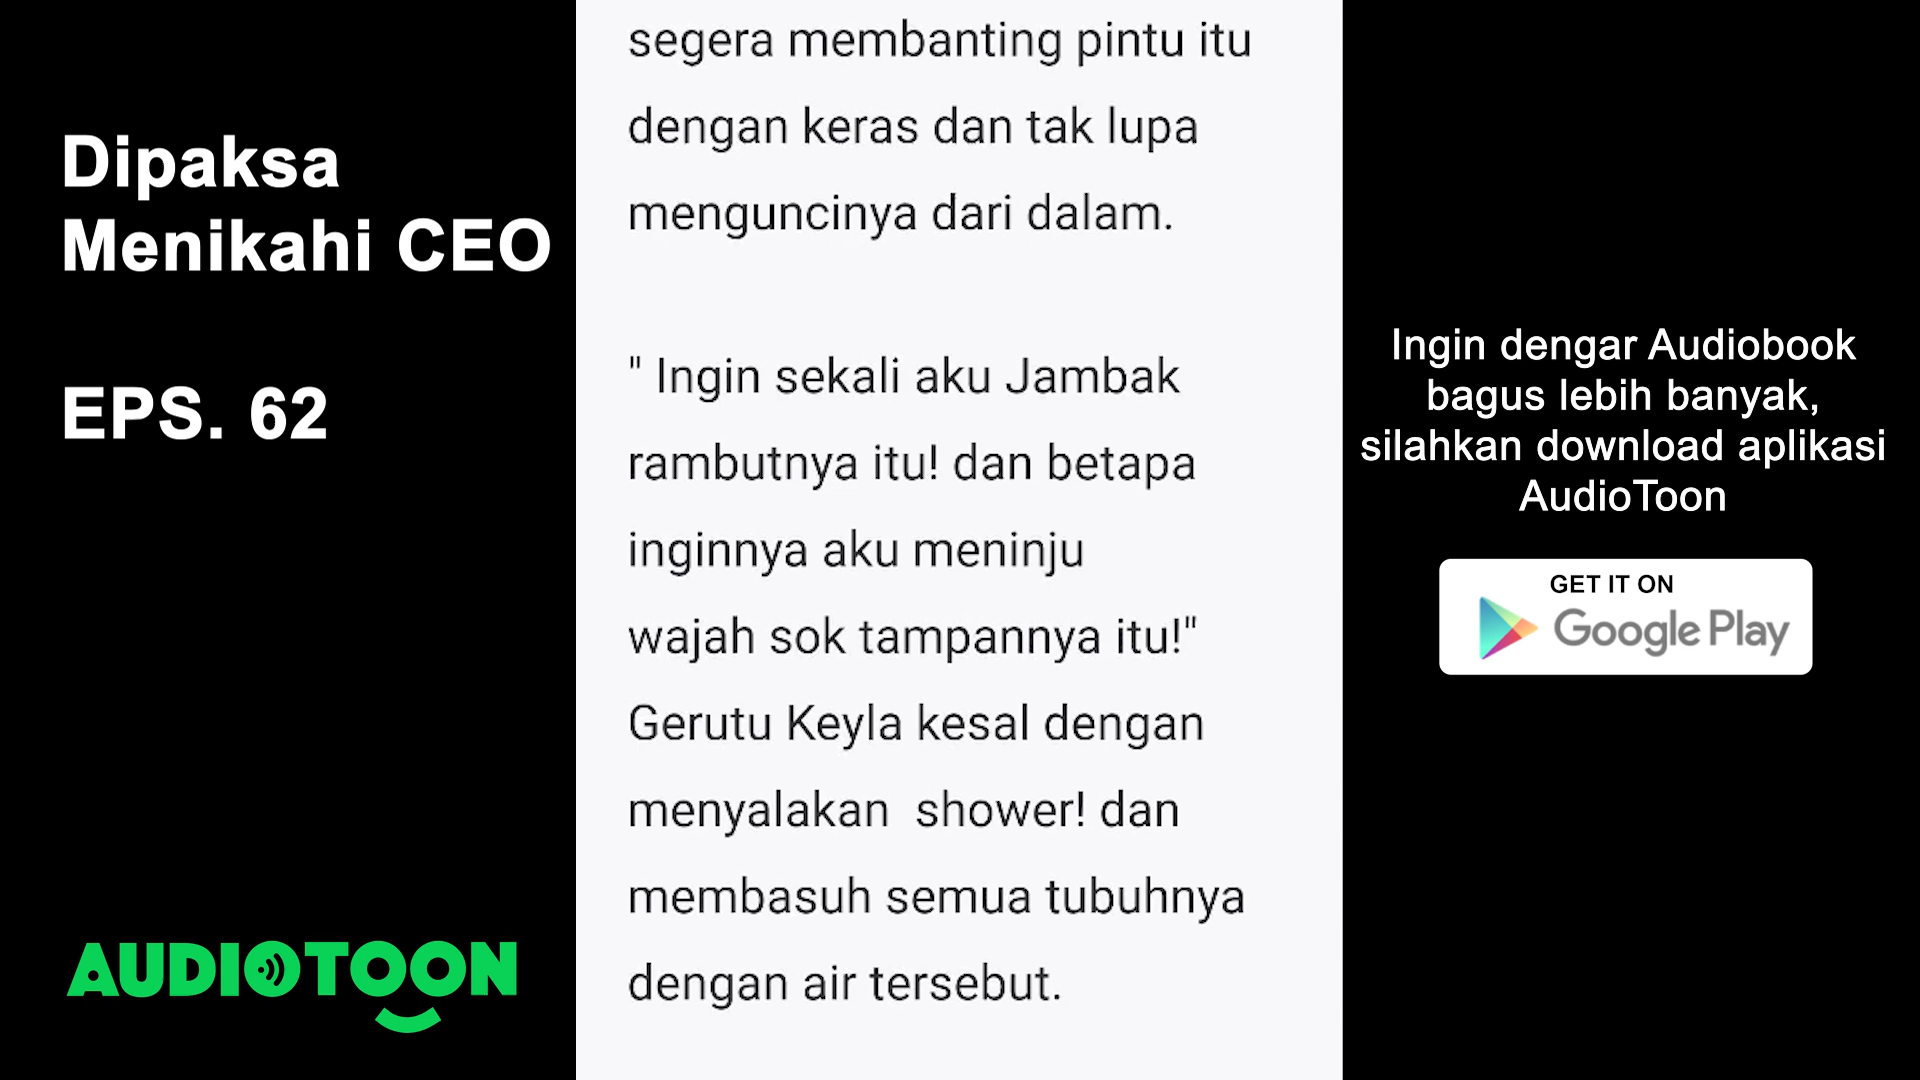 Dipaksa
Menikahi CEO
EPS. 62
AUDIOTOON
segera membanting pintu itu
dengan keras dan tak lupa
menguncinya dari dalam.
" Ingin sekali aku Jambak
rambutnya itu! dan betapa
inginnya aku meninju
wajah sok tampannya itu!"
Gerutu Keyla kesal dengan
menyalakan  shower! dan
membasuh semua tubuhnya
dengan air tersebut.
Ingin dengar Audiobook
bagus lebih banyak,
silahkan download aplikasi
AudioToon
GET IT ON
Google Play